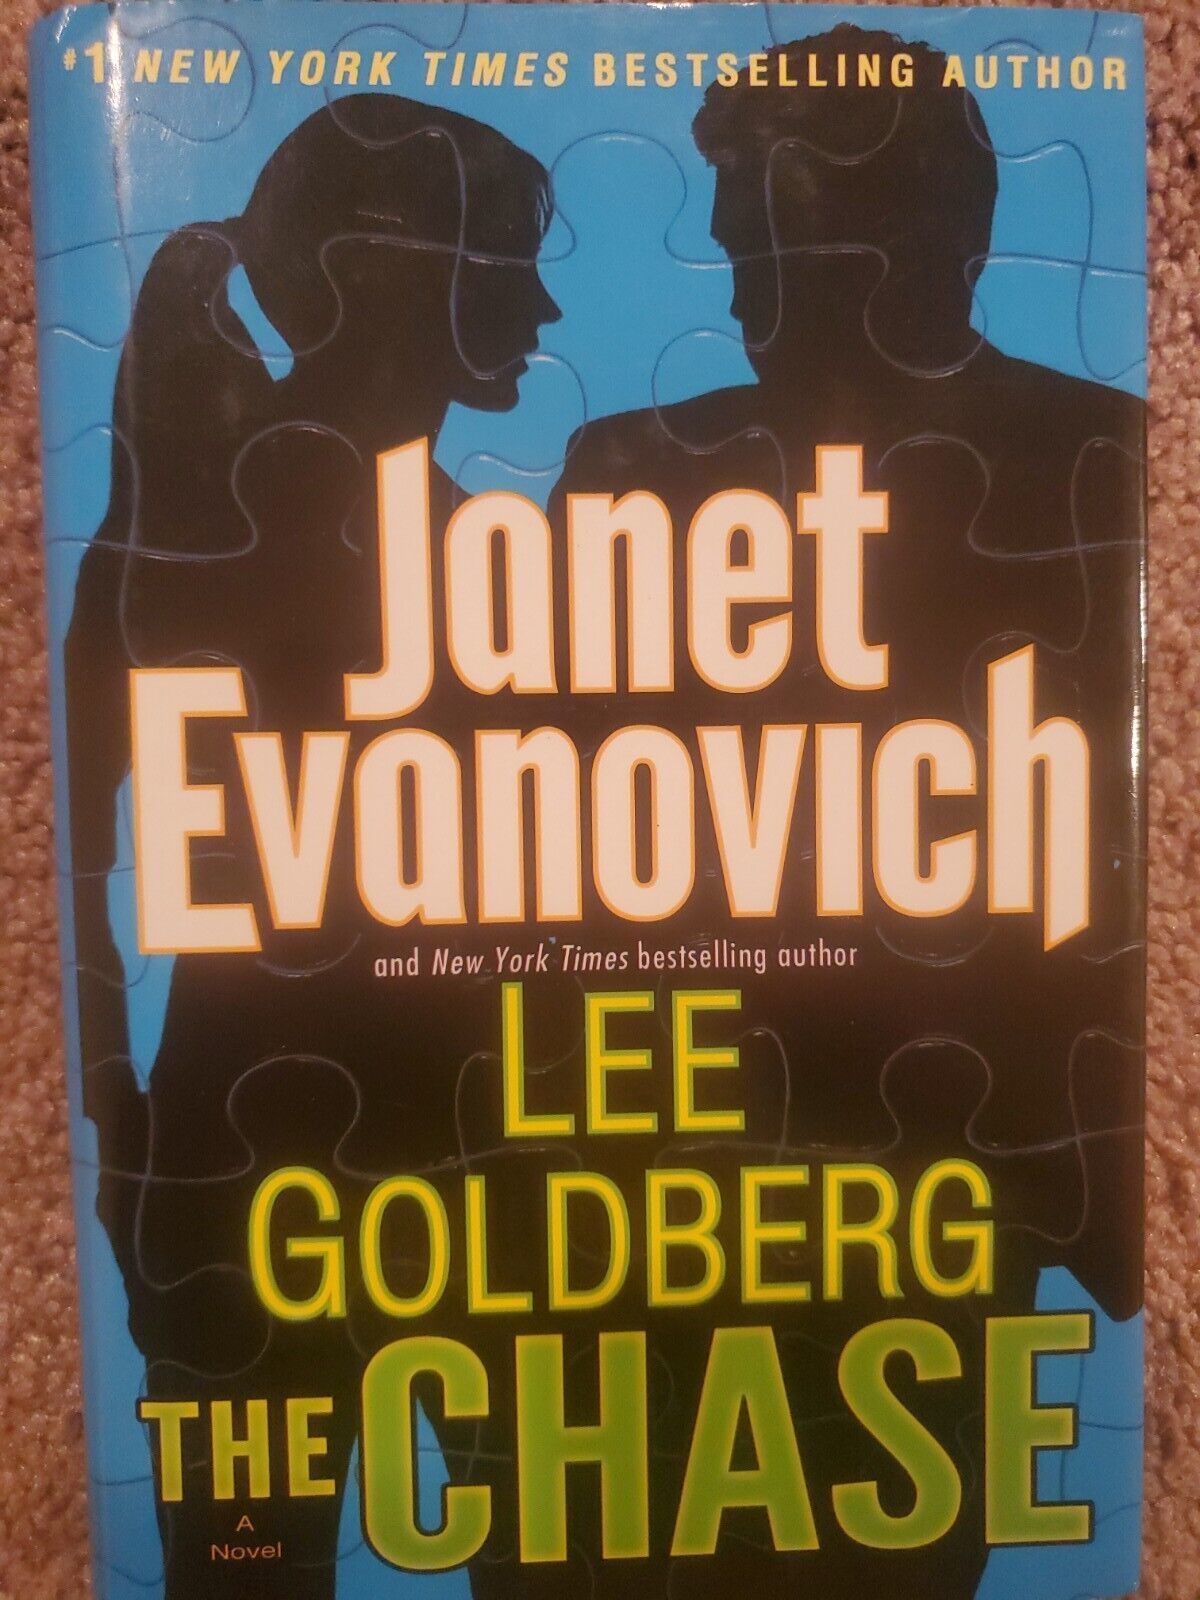 #1 NEW YORK TIMES BESTSELLING AUTHOR
Janet
Evanovich
and New York Times bestselling author
LEE
GOLDBERG
THE CHASE
A
Novel